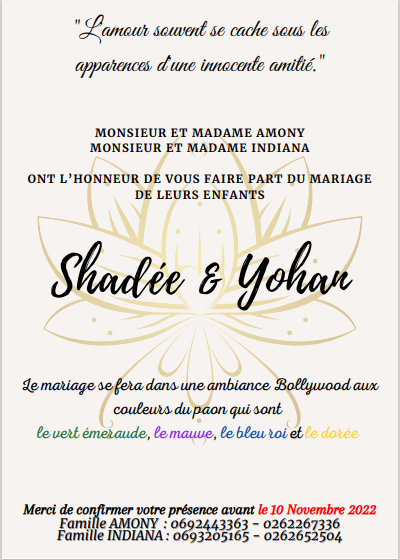 "L'amour souvent se cache sous les
apparences d'une innocente amitié."
MONSIEUR ET MADAME AMONY
MONSIEUR ET MADAME INDIANA
ONT L'HONNEUR DE VOUS FAIRE PART DU MARIAGE
DE LEURS ENFANTS
Shadée & Yohan
Le mariage se fera dans une ambiance Bollywood aux
couleurs du paon qui sont
le vert émeraude, le mauve, le bleu roi et le dorée
Merci de confirmer votre présence avant le 10 Novembre 2022
Famille AMONY : 0692443363 - 0262267336
Famille INDIANA : 0693205165 - 0262652504